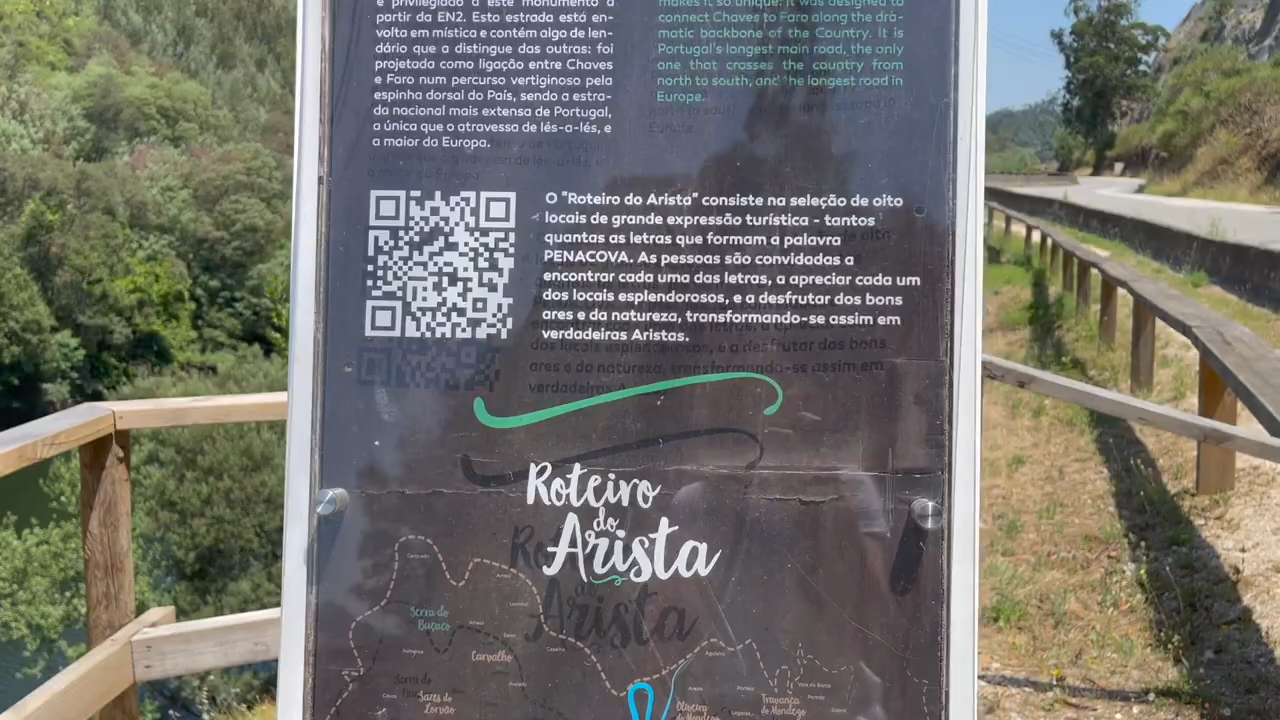 e privilegiado a este monumento a
partir da EN2. Esta estrada está en-
volta em mística e contém algo de len-
dário que a distingue das outras: foi
projetada como ligação entre Chaves
e Faro num percurso vertiginoso pela
espinha dorsal do País, sendo a estra-
da nacional mais extensa de Portugal,
a única que o atravessa de lés-a-lés, e
a maior da Europa.
makes it so unique: it was designed to
connect Chaves to Faro along the dra-
matic backbone of the Country. It is
Portugal's longest main road, the only
one that crosses the country from
north to south, and the longest road in
Europe.
O "Roteiro do Arista" consiste na seleção de oito
locais de grande expressão turística - tantos
quantas as letras que formam a palavra
PENACOVA. As pessoas são convidadas a
encontrar cada uma das letras, a apreciar cada um
dos locais esplendorosos, e a desfrutar dos bons
ares e da natureza, transformando-se assim em
verdadeiras Aristas.
Roteiro
do
Arista
Serra do
Buçaco
Carvalho
Sazes do
Lorvão
Oliveira
do Mondego
Travanca
do Mondego